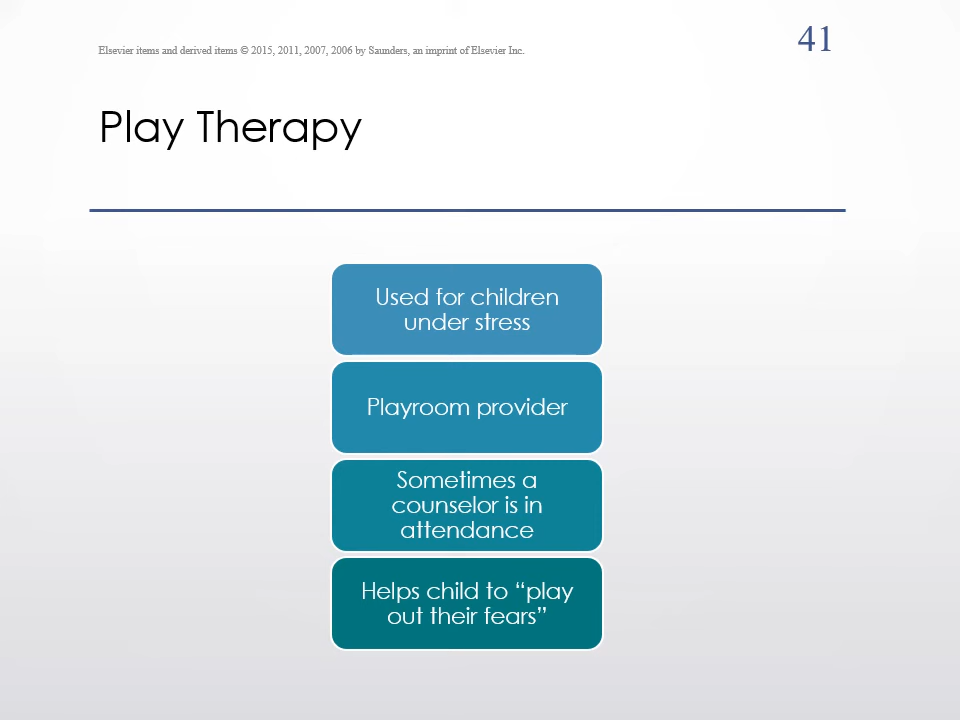 Elsevier items and derived items © 2015, 2011, 2007, 2006 by Saunders, an imprint of Elsevier Inc.
41
Play Therapy
Used for children
under stress
Playroom provider
Sometimes a
counselor is in
attendance
Helps child to “play
out their fears”